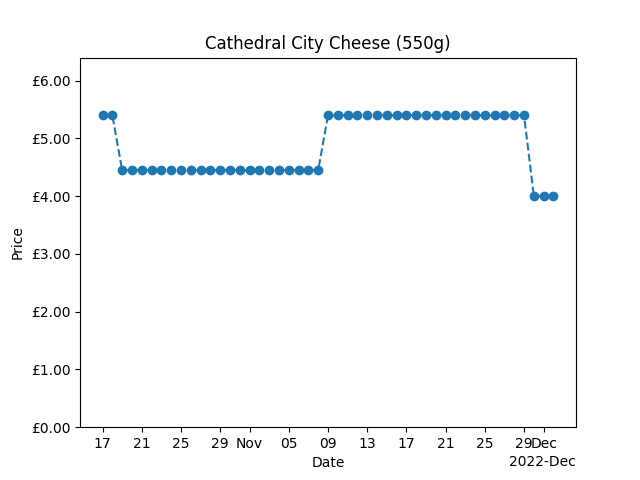 Cathedral City Cheese (550g)
£6.00
£5.00
£4.00
£3.00
£2.00
£1.00
£0.00
Price
17 21 25 29 Nov 05 09 13 17 21 25 29 Dec
Date
2022-Dec